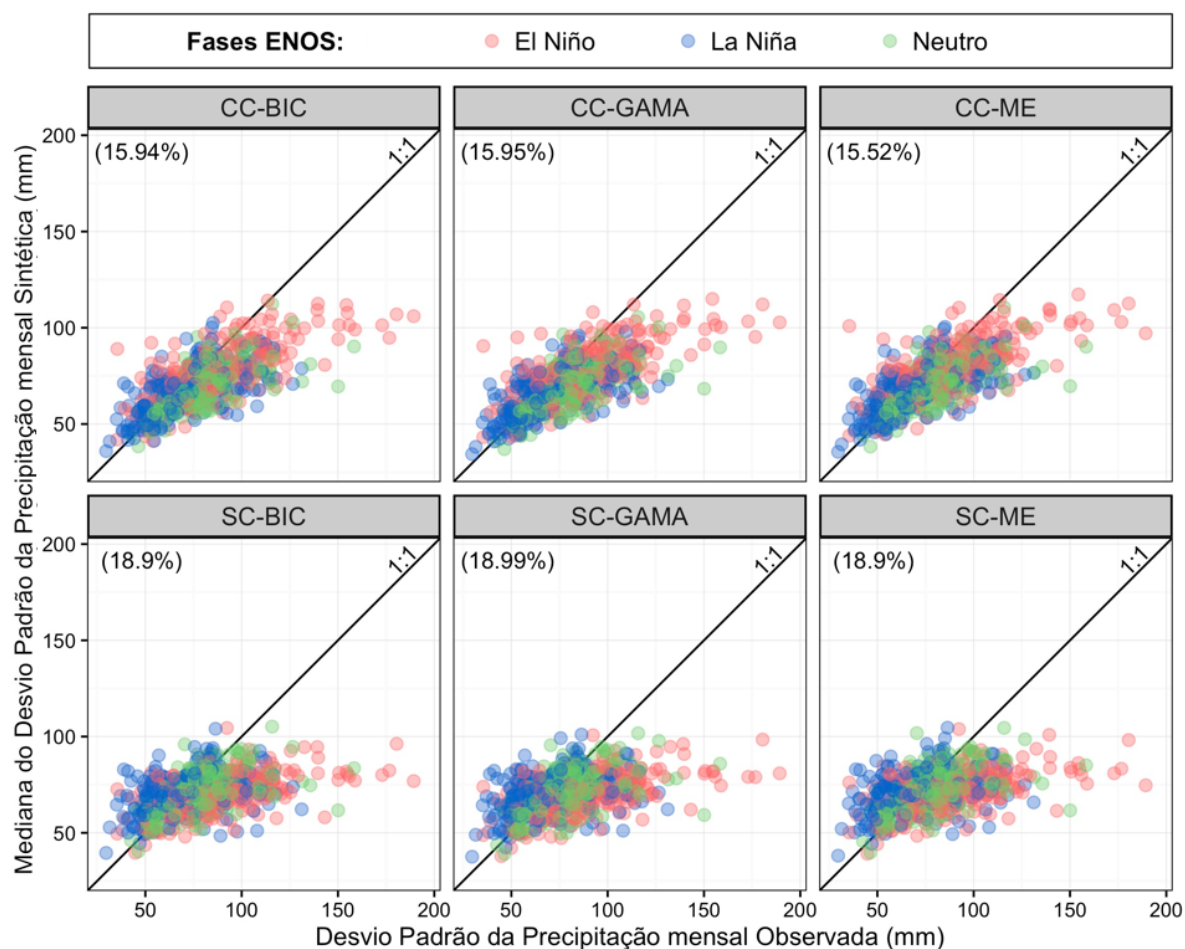 Fases ENOS: El Niño La Niña Neutro
Mediana do Desvio Padrão da Precipitação mensal Sintética (mm)
CC-BIC CC-GAMA CC-ME
(15.94%) 1:1 (15.95%) 1:1 (15.52%) 1:1
200
150
100
50
SC-BIC SC-GAMA SC-ME
(18.9%) 1:1 (18.99%) 1:1 (18.9%) 1:1
200
150
100
50
50 100 150 200 50 100 150 200 50 100 150 200
Desvio Padrão da Precipitação mensal Observada (mm)